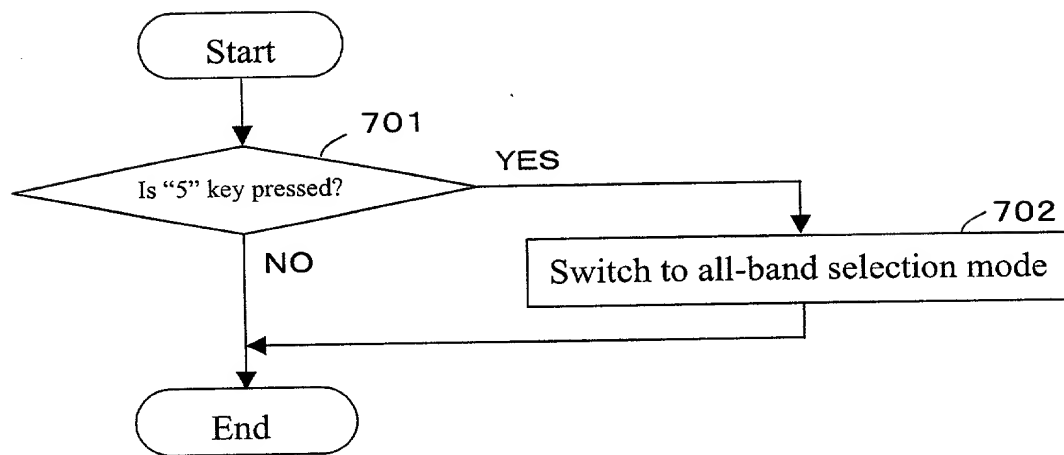 Start
701
Is “5” key pressed?
YES
702
Switch to all-band selection mode
NO
End